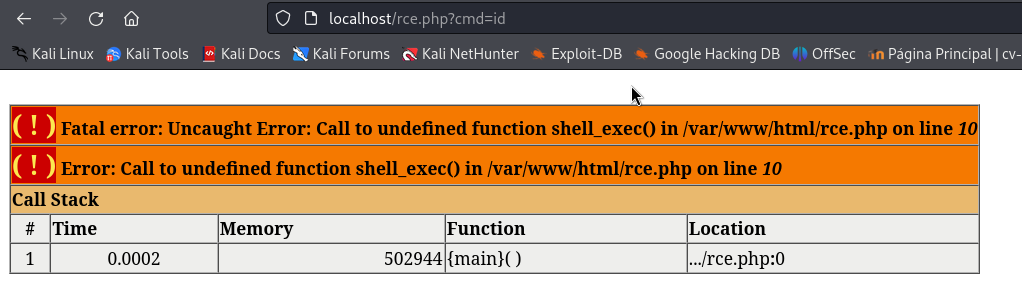 localhost/rce.php?cmd=id
Kali Linux Kali Tools Kali Docs Kali Forums Kali NetHunter Exploit-DB Google Hacking DB OffSec Página Principal | cv-
( ! ) Fatal error: Uncaught Error: Call to undefined function shell_exec() in /var/www/html/rce.php on line 10
( ! ) Error: Call to undefined function shell_exec() in /var/www/html/rce.php on line 10
Call Stack
# Time Memory Function Location
1 0.0002 502944 {main}( ) .../rce.php:0